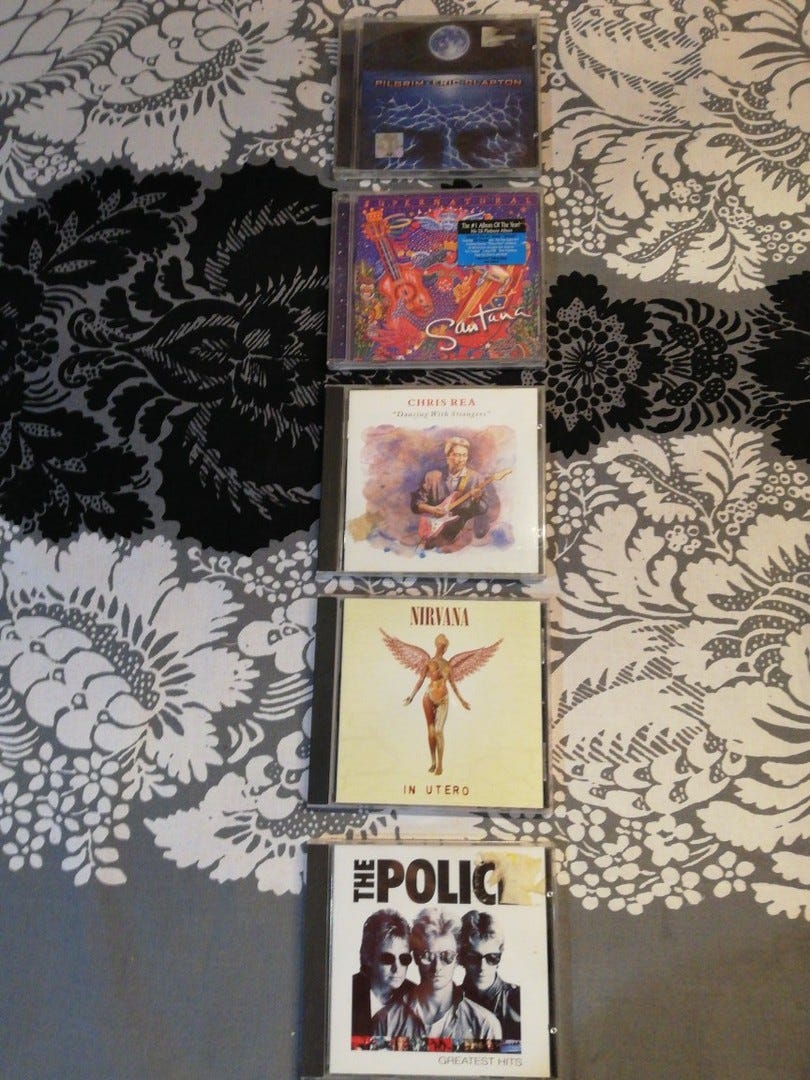 PILGRIM ERIC CLAPTON
SUPERNATURAL
The #1 Album Of The Year!
Santana
CHRIS REA
"Dancing With Strangers"
NIRVANA
IN UTERO
THE POLIC
GREATEST HITS